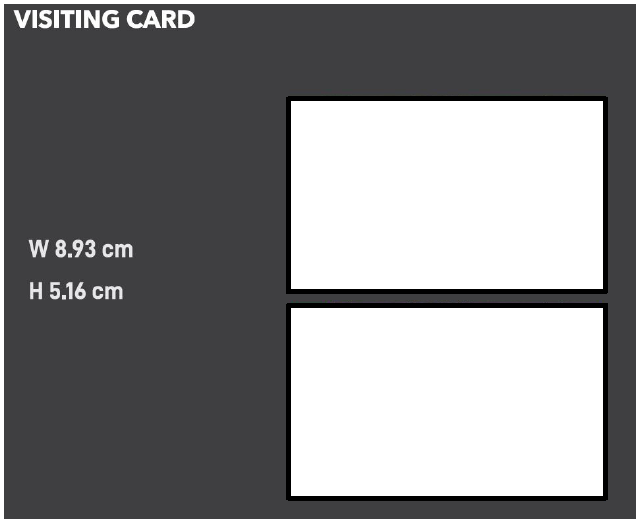 VISITING CARD
W 8.93 cm
H 5.16 cm